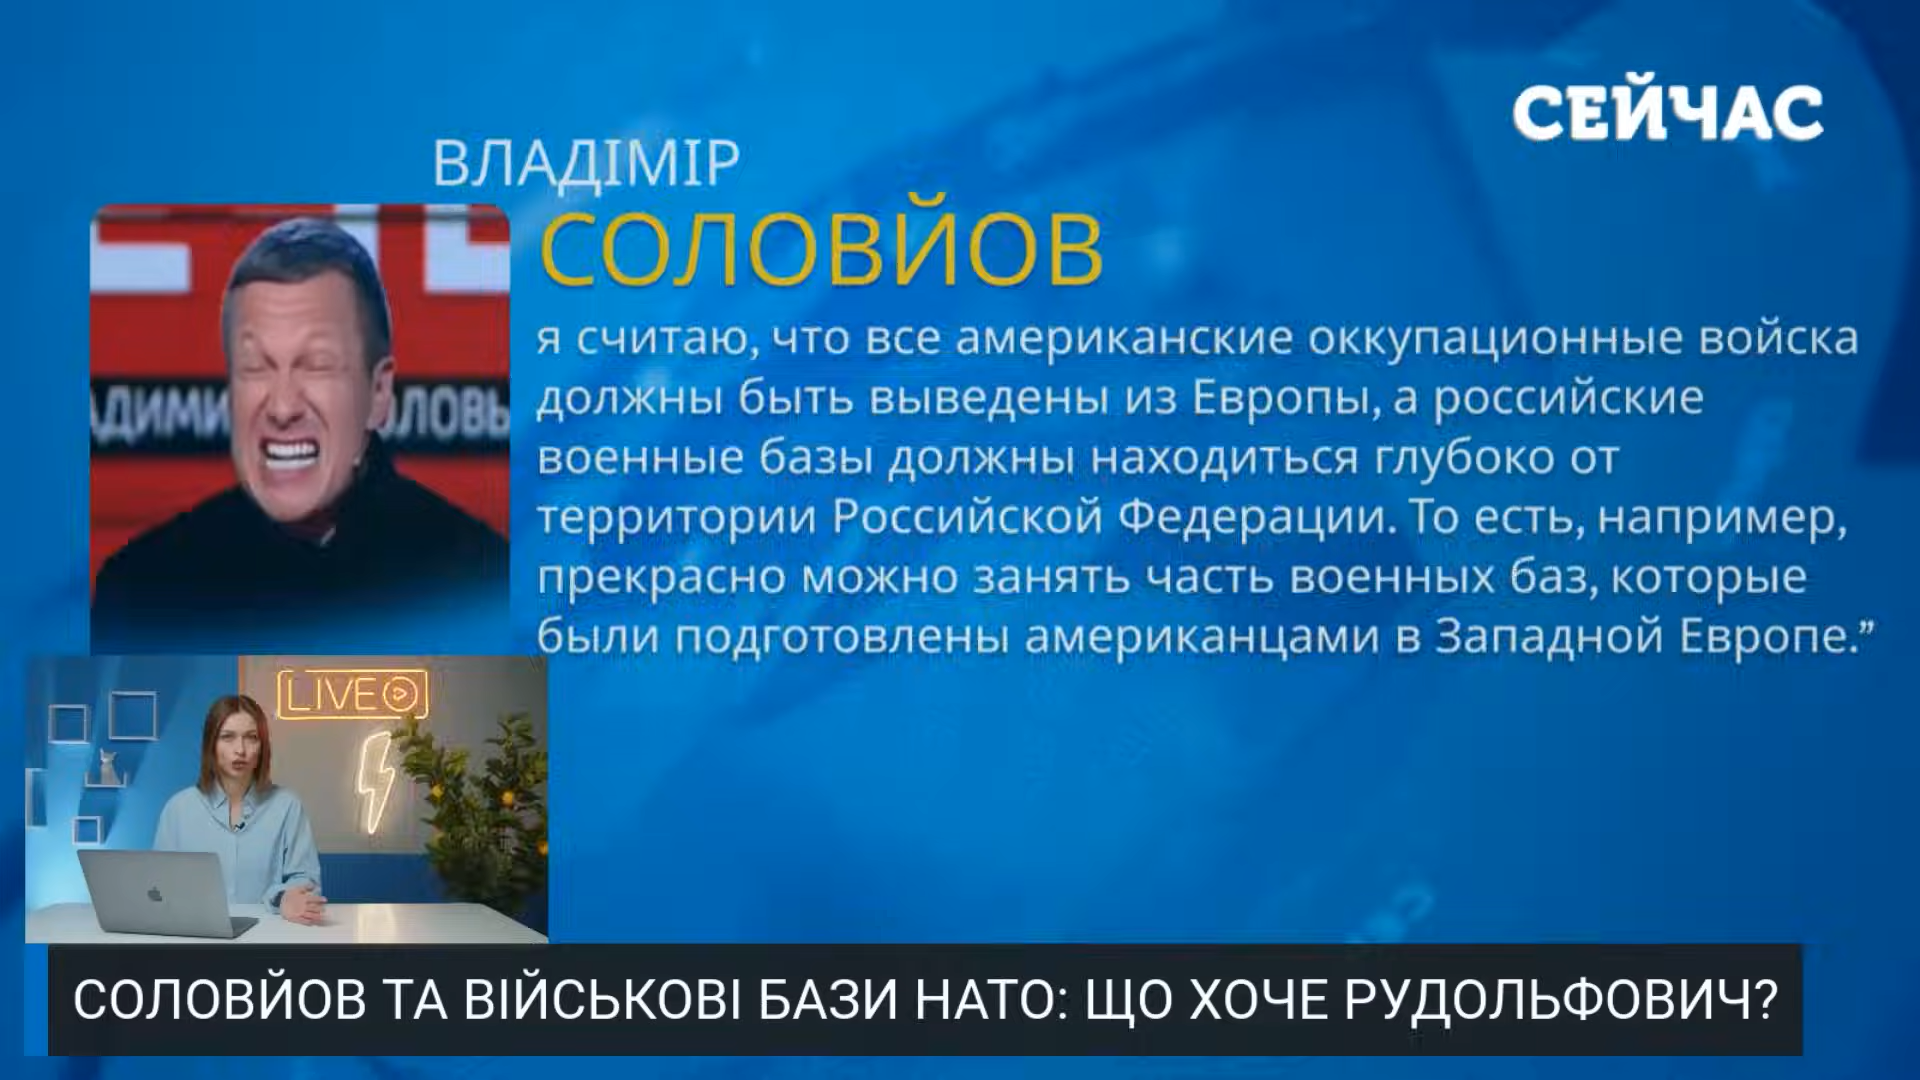 СЕЙЧАС
ВЛАДІМІР
СОЛОВЙОВ
я считаю, что все американские оккупационные войска
должны быть выведены из Европы, а российские
военные базы должны находиться глубоко от
территории Российской Федерации. То есть, например,
прекрасно можно занять часть военных баз, которые
были подготовлены американцами в Западной Европе.”
LIVE
СОЛОВЙОВ ТА ВІЙСЬКОВІ БАЗИ НАТО: ЩО ХОЧЕ РУДОЛЬФОВИЧ?